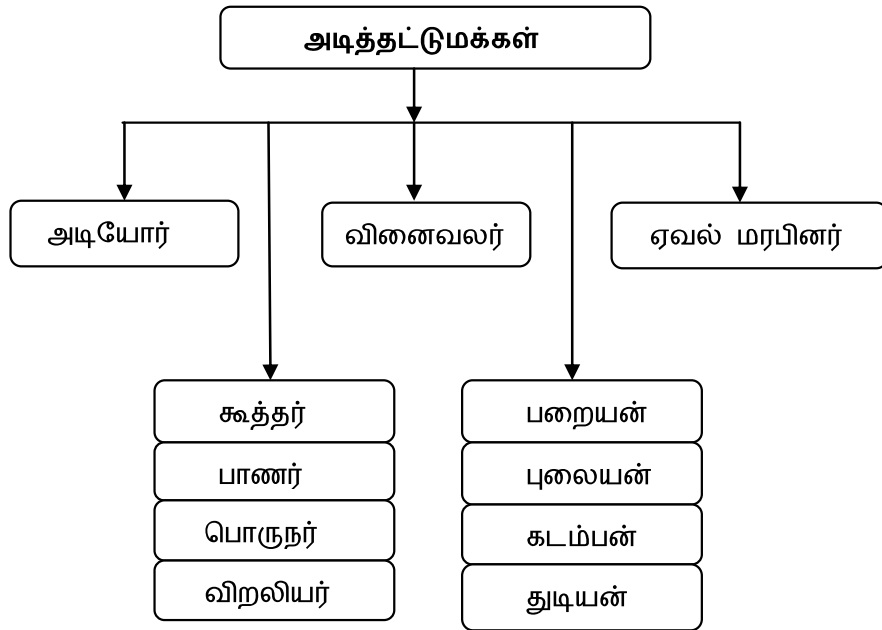 அடித்தட்டுமக்கள்
அடியோர்
வினைவலர்
ஏவல் மரபினர்
கூத்தர்
பாணர்
பொருநர்
விறலியர்
பறையன்
புலையன்
கடம்பன்
துடியன்